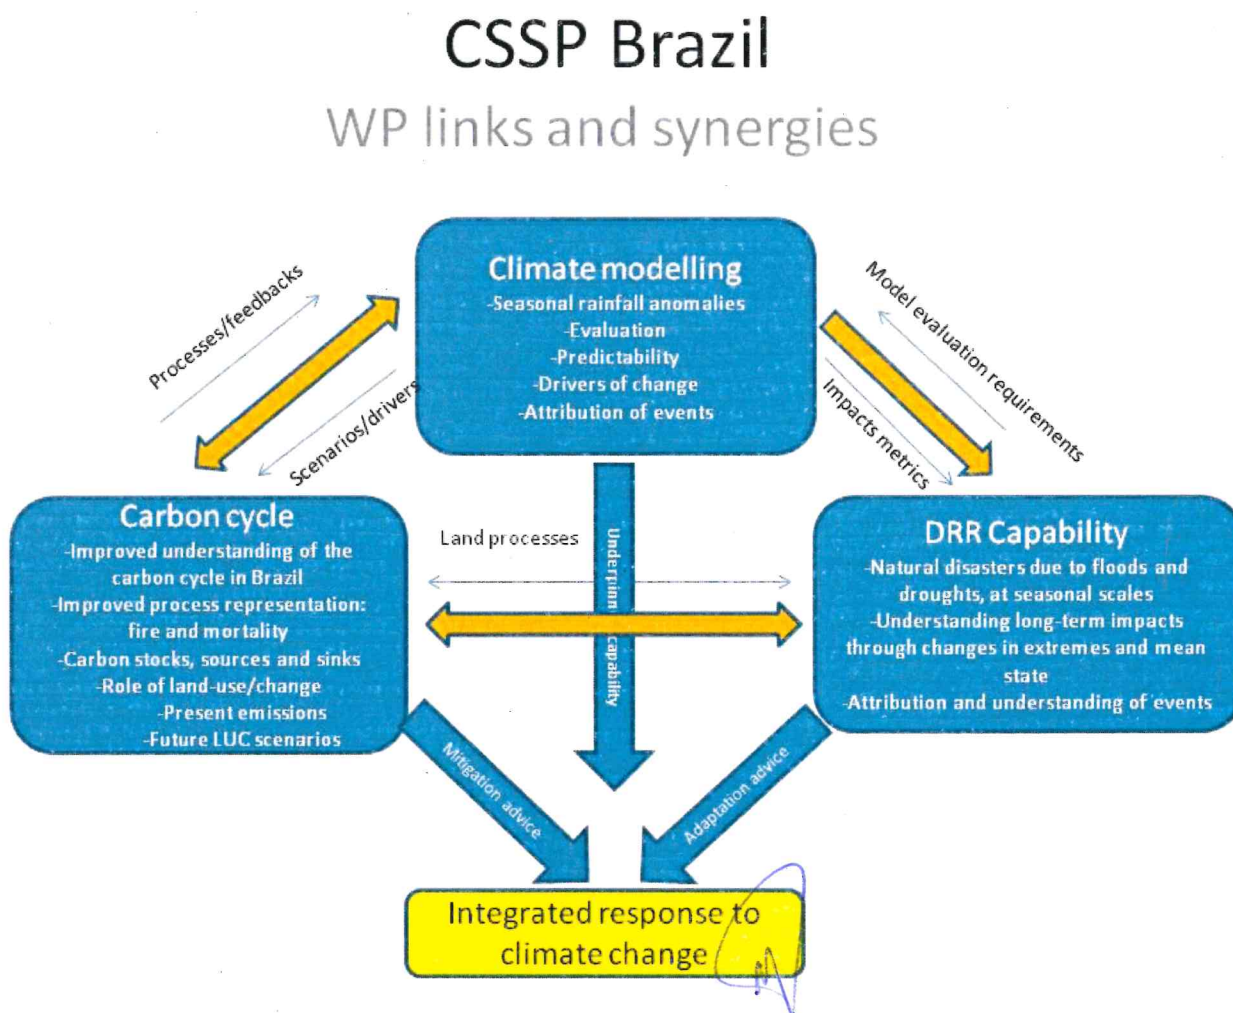 CSSP Brazil
WP links and synergies
Climate modelling
-Seasonal rainfall anomalies
-Evaluation
-Predictability
-Drivers of change
-Attribution of events
Processes/feedbacks
Scenarios/drivers
Model evaluation requirements
Impacts metrics
Carbon cycle
-Improved understanding of the
carbon cycle in Brazil
-Improved process representation:
fire and mortality
-Carbon stocks, sources and sinks
-Role of land-use/change
-Present emissions
-Future LUC scenarios
Land processes
Underpinn capability
DRR Capability
-Natural disasters due to floods and
droughts, at seasonal scales
-Understanding long-term impacts
through changes in extremes and mean
state
-Attribution and understanding of events
Mitigation advice
Adaptation advice
Integrated response to
climate change